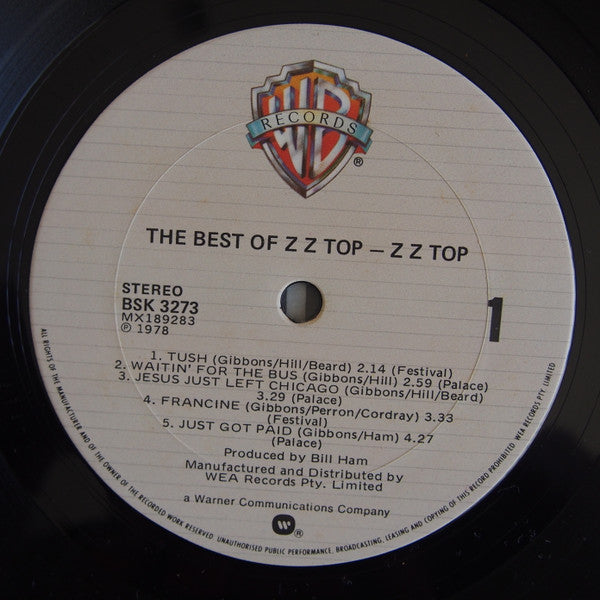 WB
RECORDS
®
THE BEST OF Z Z TOP – Z Z TOP
STEREO
BSK 3273
MX189283
℗ 1978
1
1. TUSH (Gibbons/Hill/Beard) 2.14 (Festival)
2. WAITIN' FOR THE BUS (Gibbons/Hill) 2.59 (Palace)
3. JESUS JUST LEFT CHICAGO (Gibbons/Hill/Beard)
3.29 (Palace)
4. FRANCINE (Gibbons/Perron/Cordray) 3.33
(Festival)
5. JUST GOT PAID (Gibbons/Ham) 4.27
(Palace)
Produced by Bill Ham
Manufactured and Distributed by
WEA Records Pty. Limited
a Warner Communications Company
®
ALL RIGHTS OF THE MANUFACTURER AND OF THE OWNER OF THE RECORDED WORK RESERVED. UNAUTHORISED PUBLIC PERFORMANCE, BROADCASTING, LEASING AND COPYING OF THIS RECORD PROHIBITED. WEA RECORDS PTY LIMITED